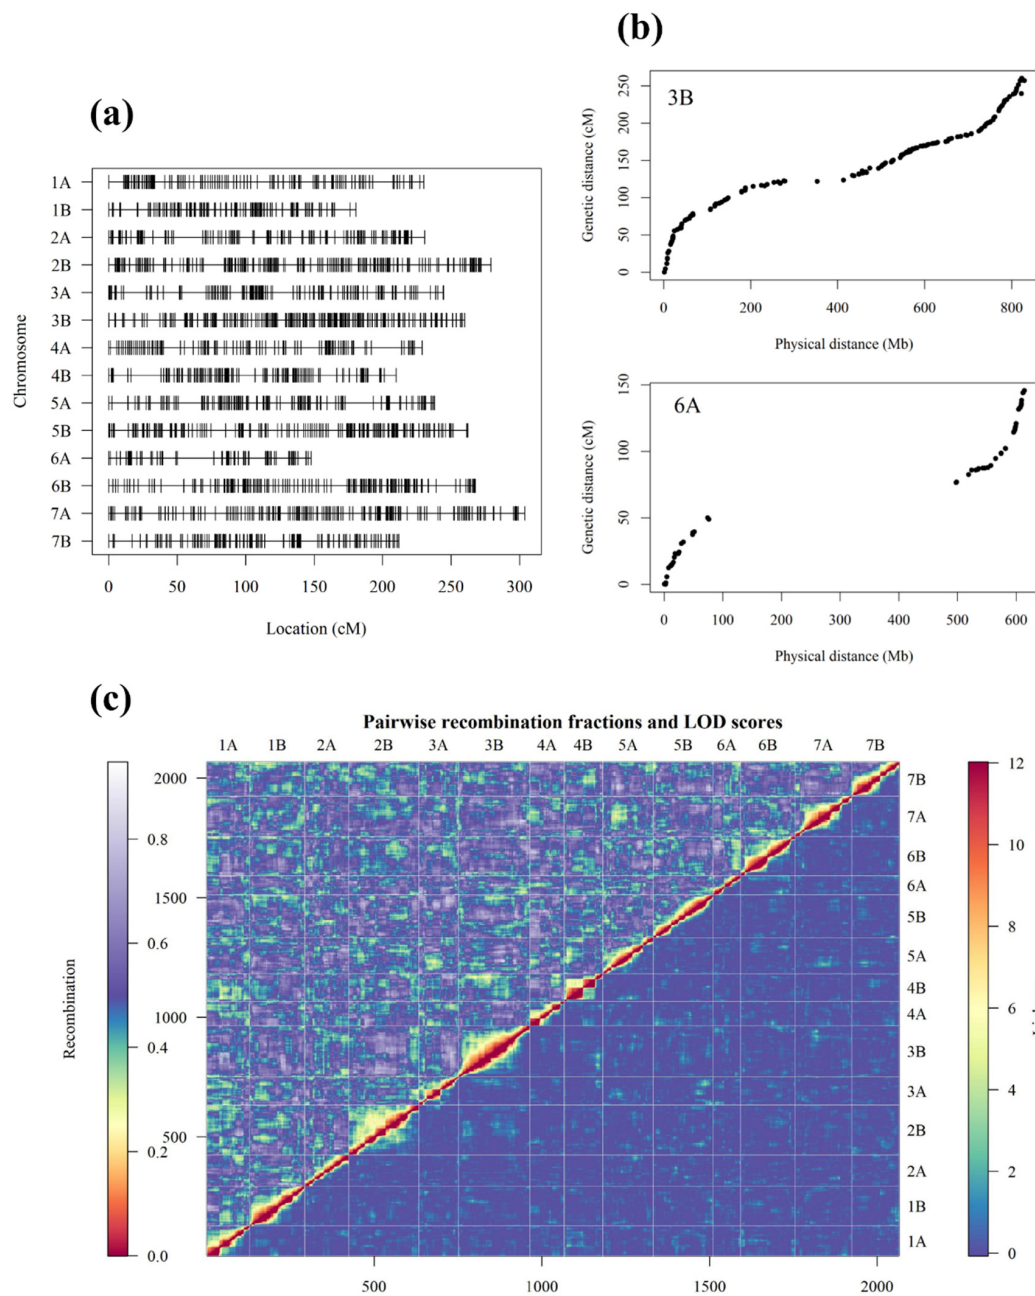 (a)
1A
1B
2A
2B
3A
3B
4A
4B
5A
5B
6A
6B
7A
7B
Chromosome
0 50 100 150 200 250 300
Location (cM)
(b)
3B
Genetic distance (cM)
250
200
150
100
50
0
0 200 400 600 800
Physical distance (Mb)
6A
Genetic distance (cM)
150
100
50
0
0 100 200 300 400 500 600
Physical distance (Mb)
(c)
Pairwise recombination fractions and LOD scores
1A 1B 2A 2B 3A 3B 4A 4B 5A 5B 6A 6B 7A 7B
Recombination
0.8
0.6
0.4
0.2
0.0
2000
1500
1000
500
500 1000 1500 2000
7B
7A
6B
6A
5B
5A
4B
4A
3B
3A
2B
2A
1B
1A
12
10
8
6
4
2
0